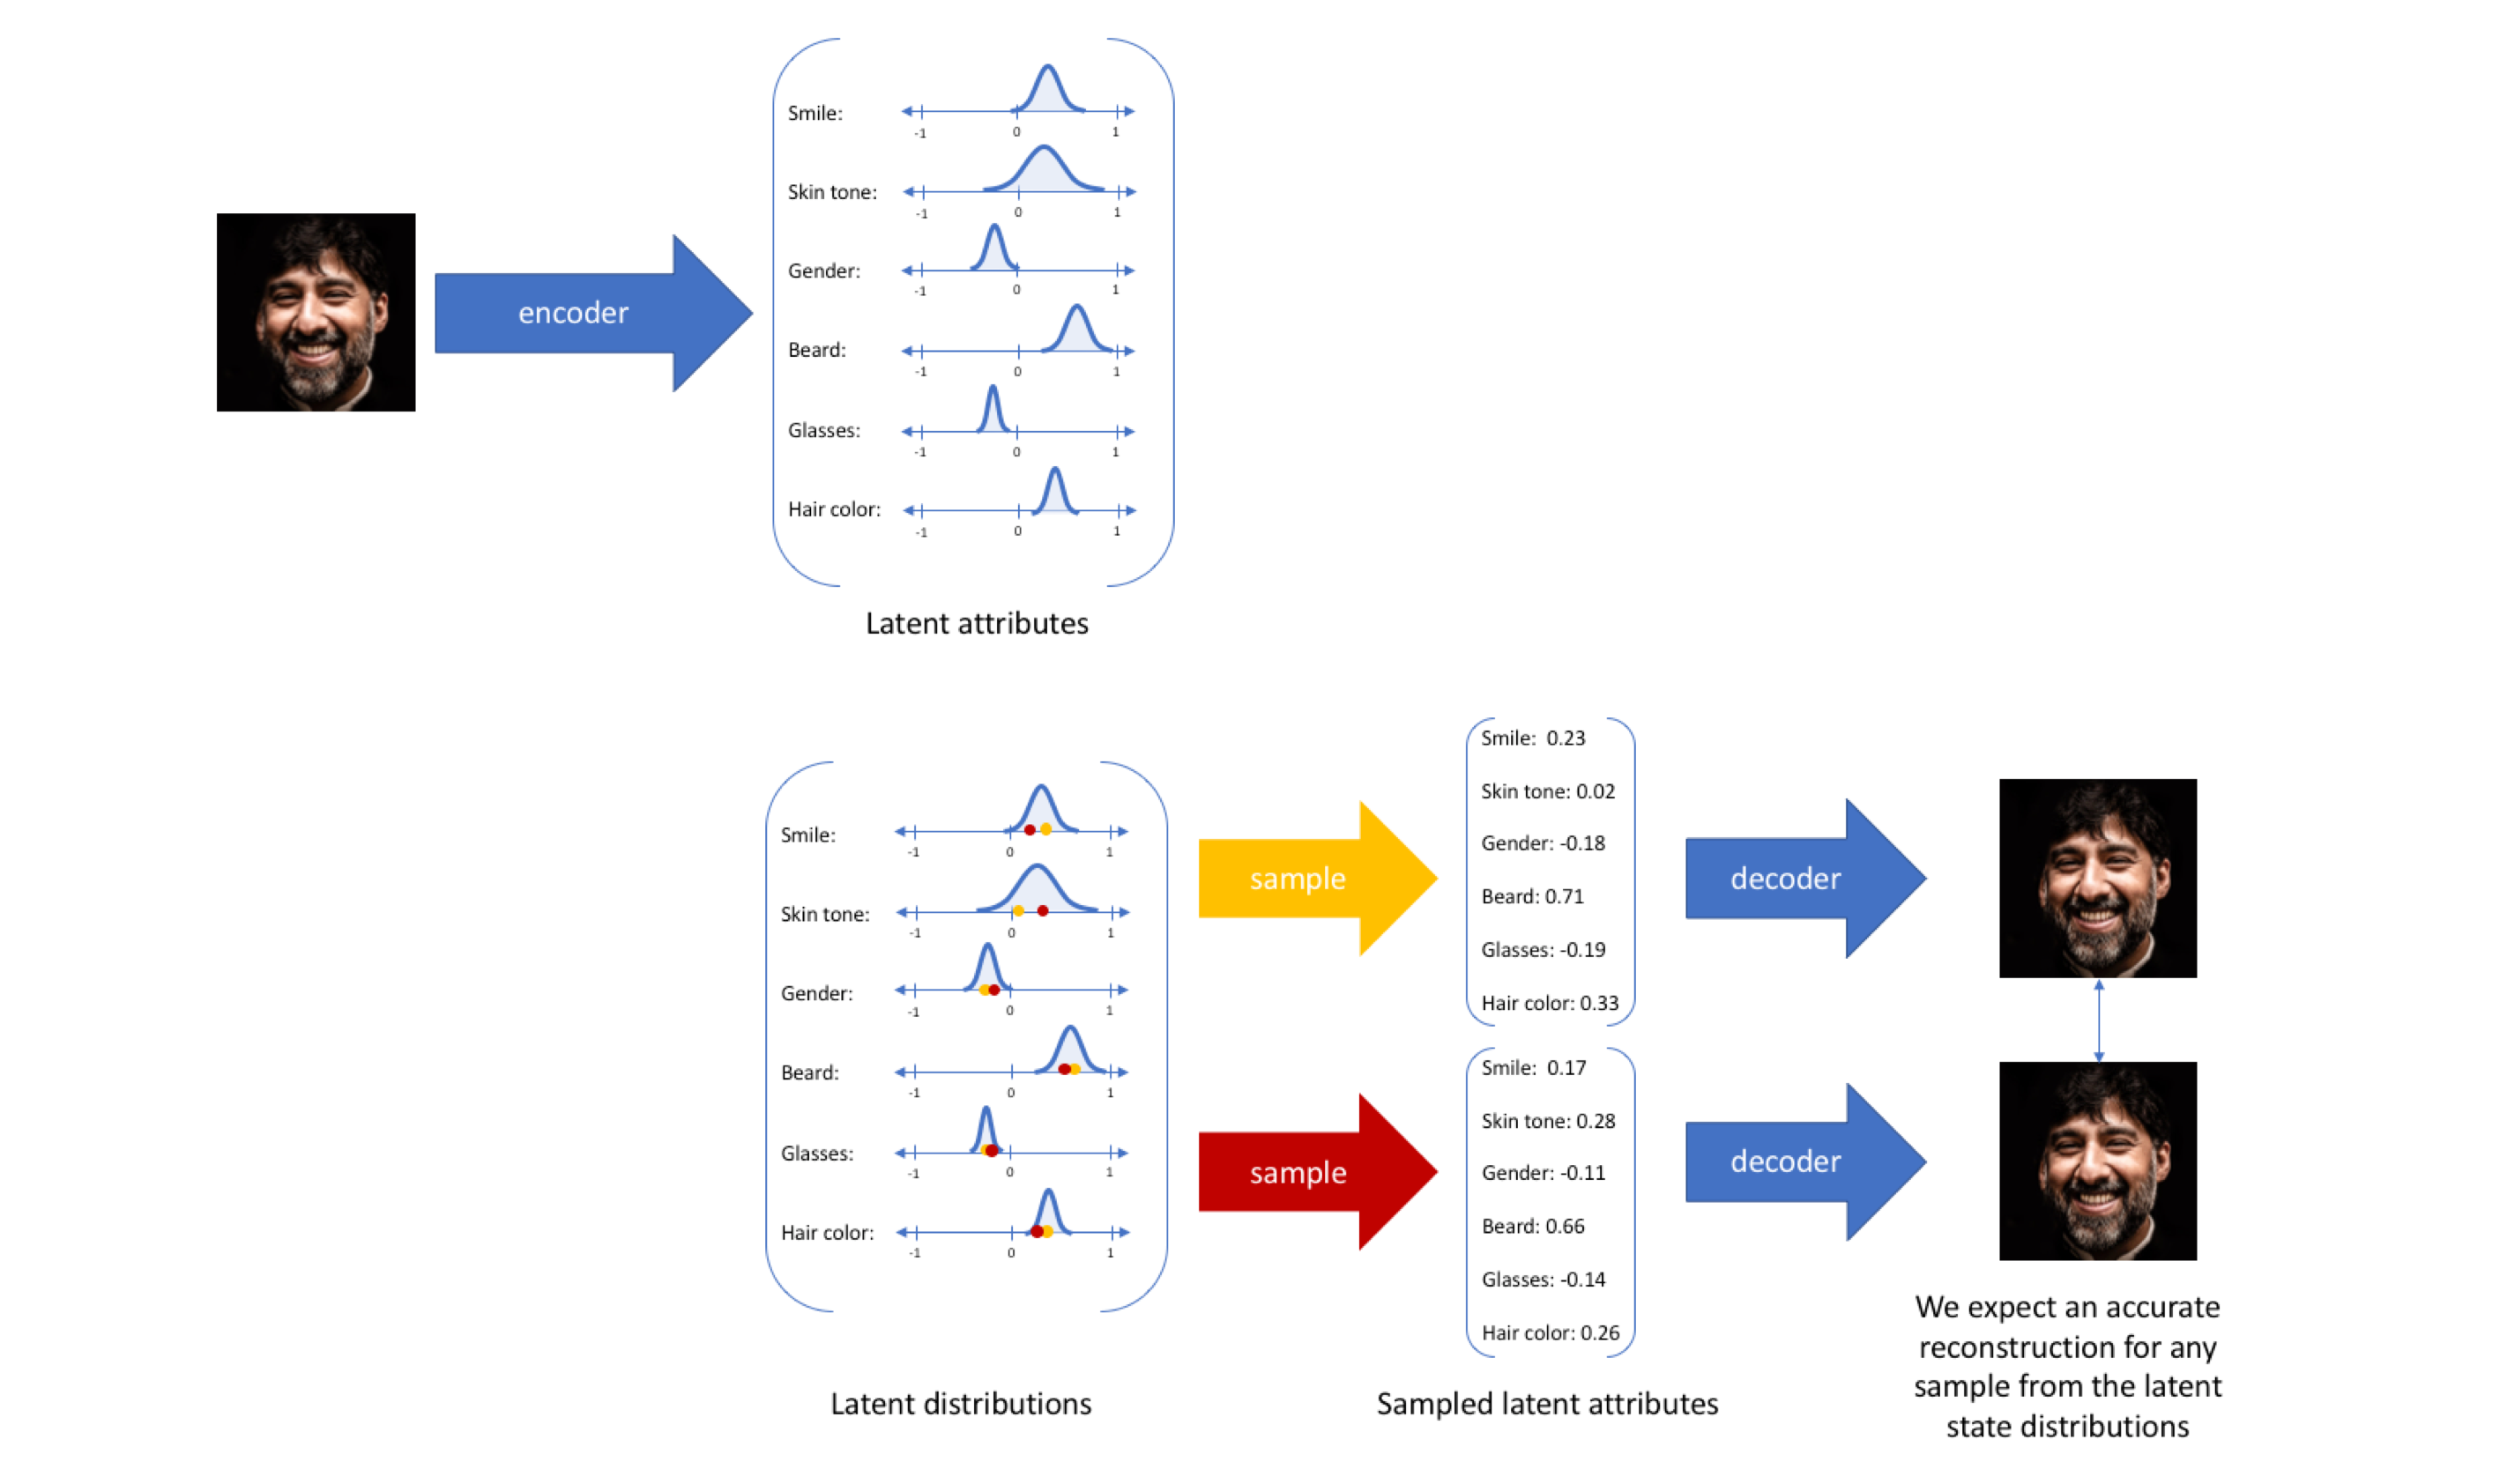 Smile:
-1 0 1
Skin tone:
-1 0 1
Gender:
-1 0 1
encoder
Beard:
-1 0 1
Glasses:
-1 0 1
Hair color:
-1 0 1
Latent attributes
Smile:
-1 0 1
Skin tone:
-1 0 1
Gender:
-1 0 1
Beard:
-1 0 1
Glasses:
-1 0 1
Hair color:
-1 0 1
Latent distributions
sample
sample
Smile: 0.23
Skin tone: 0.02
Gender: -0.18
Beard: 0.71
Glasses: -0.19
Hair color: 0.33
Smile: 0.17
Skin tone: 0.28
Gender: -0.11
Beard: 0.66
Glasses: -0.14
Hair color: 0.26
Sampled latent attributes
decoder
decoder
We expect an accurate
reconstruction for any
sample from the latent
state distributions